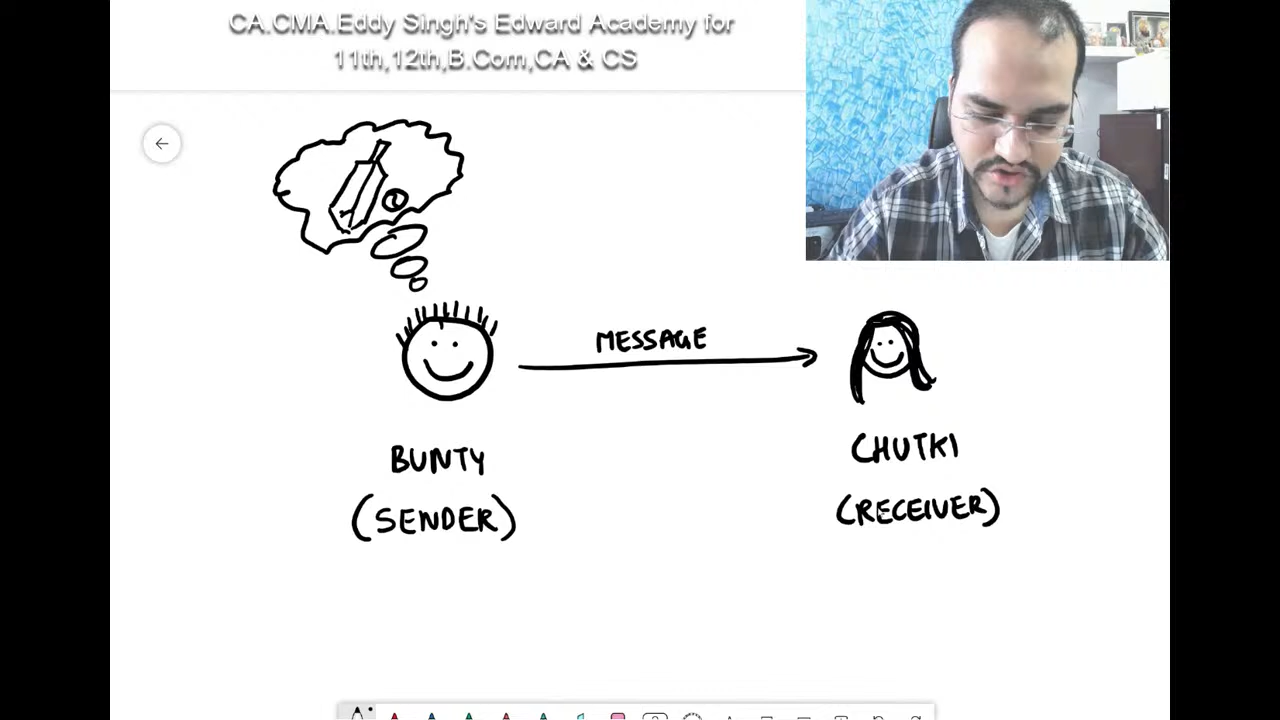 CA.CMA.Eddy Singh's Edward Academy for
11th,12th,B.Com,CA & CS
MESSAGE
BUNTY
(SENDER)
CHUTKI
(RECEIVER)